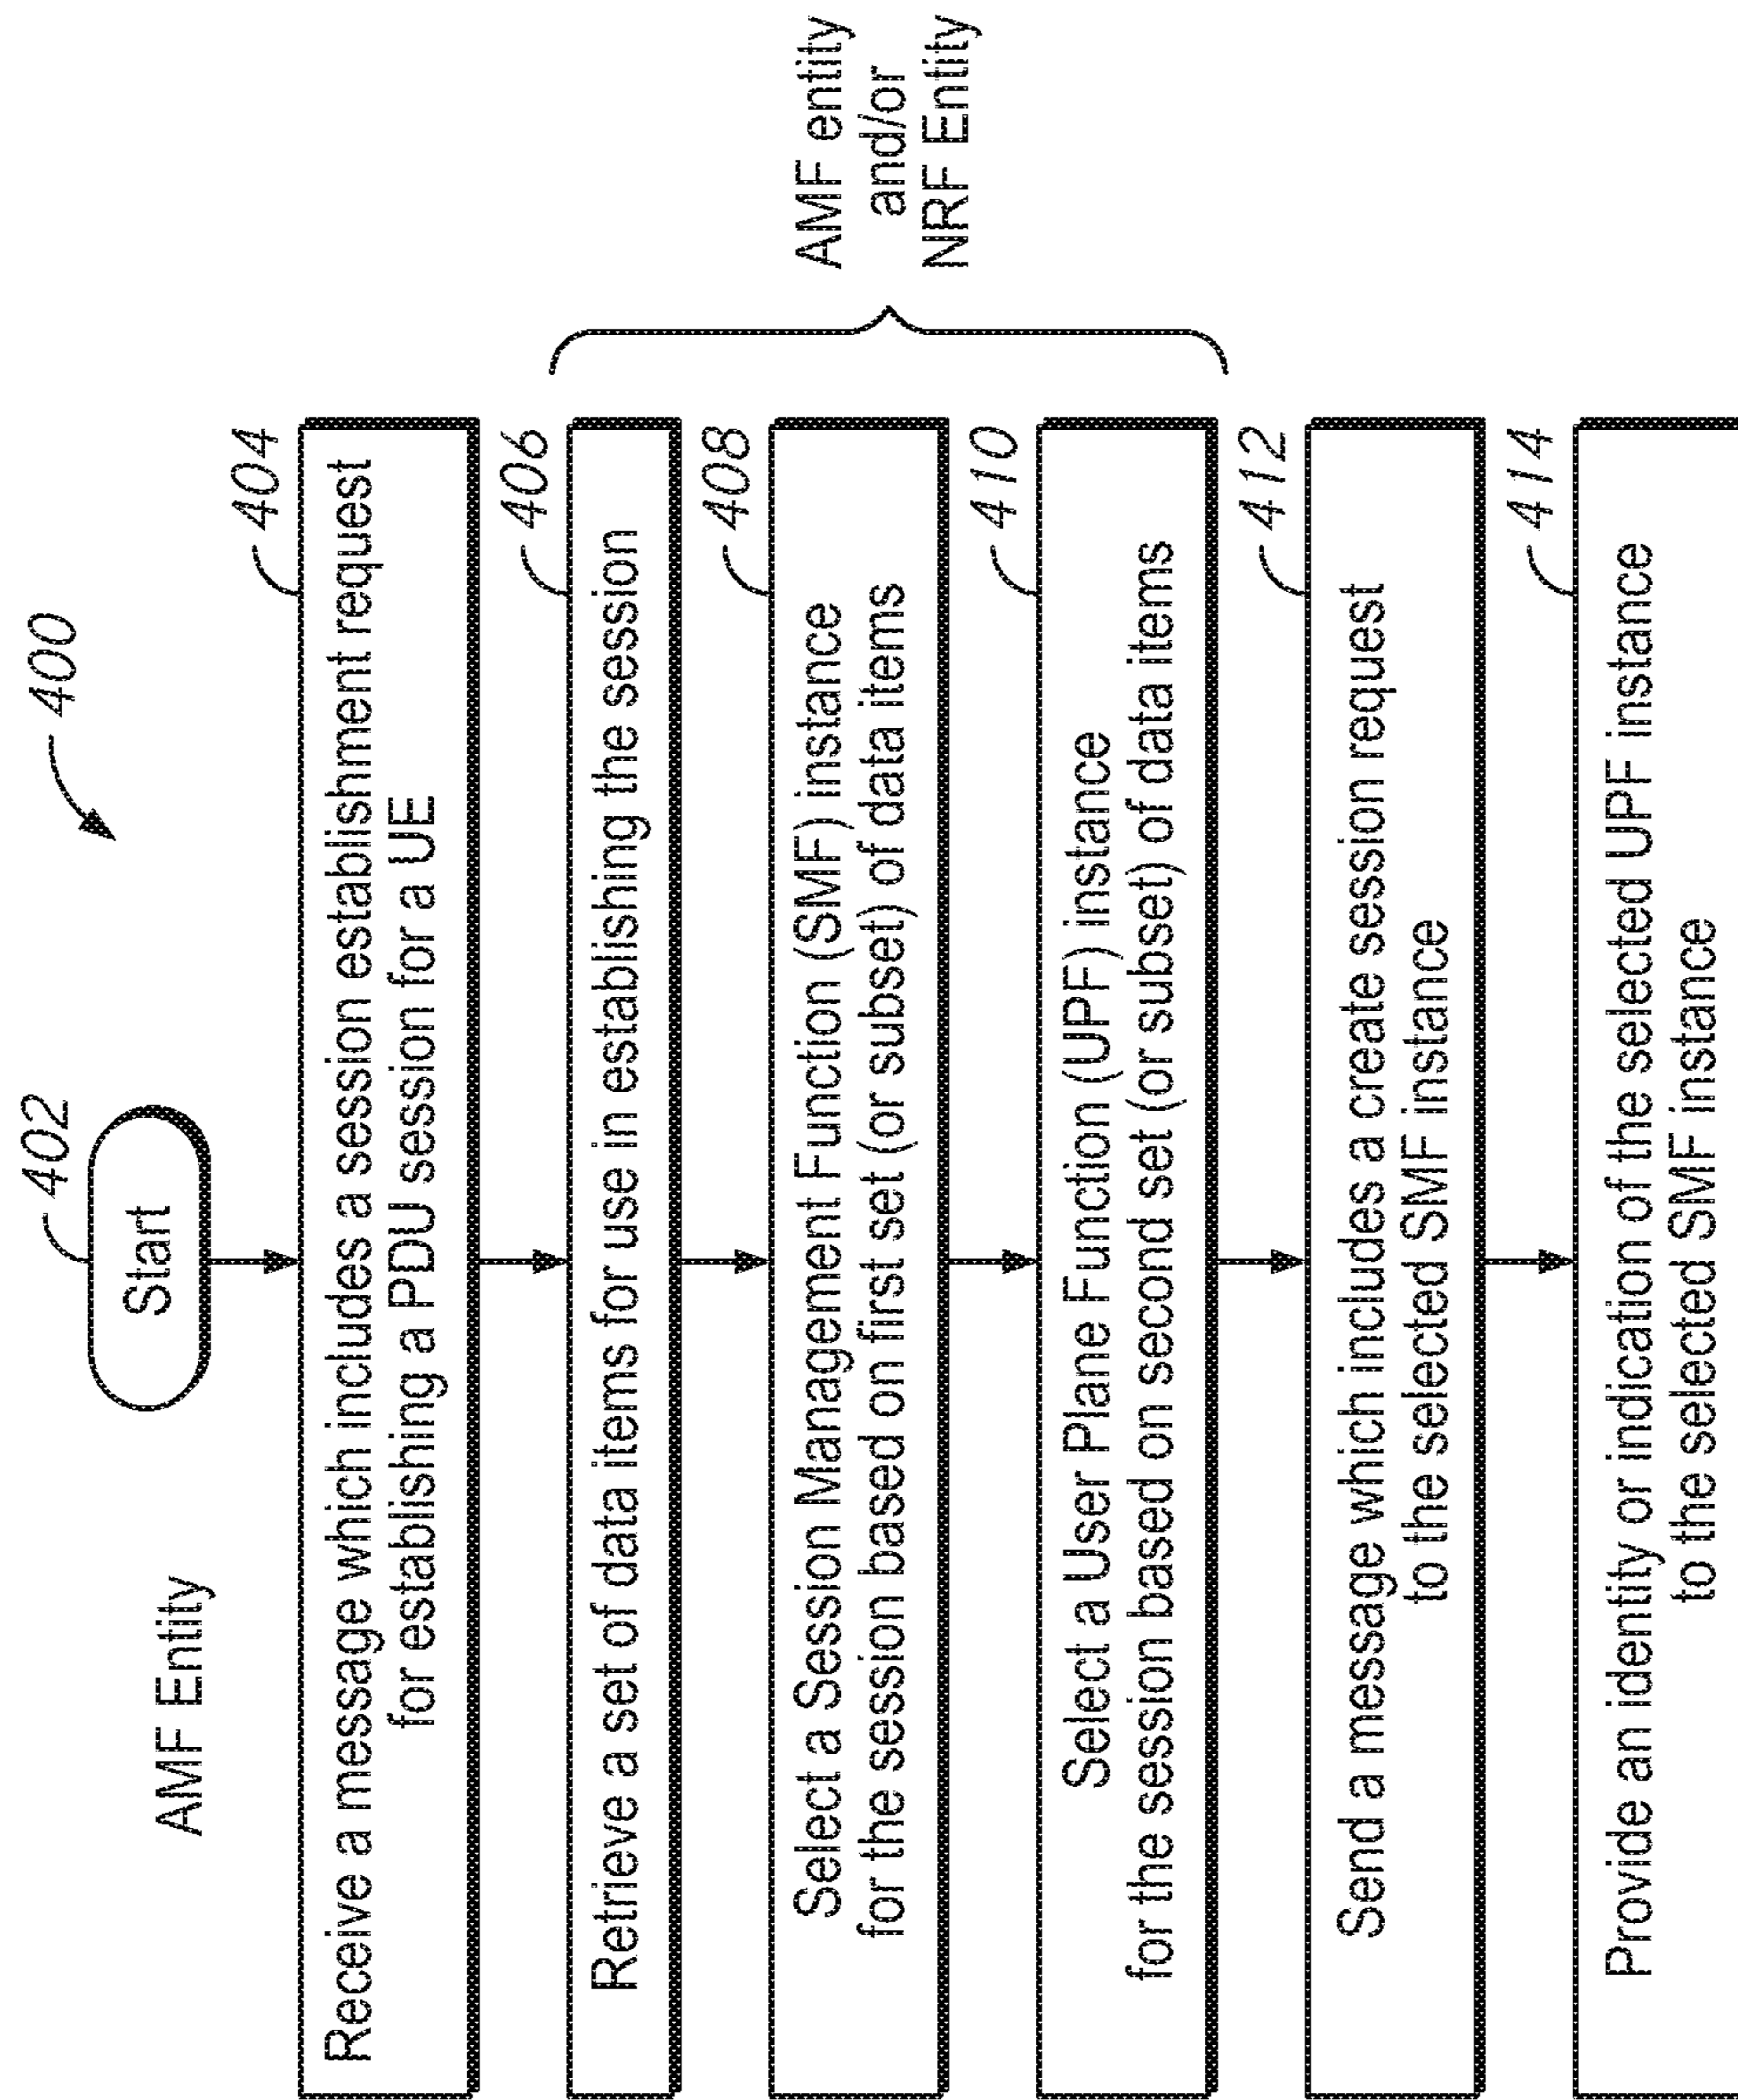 400
AMF Entity
402
Start
404
Receive a message which includes a session establishment request
for establishing a PDU session for a UE
406
Retrieve a set of data items for use in establishing the session
408
Select a Session Management Function (SMF) instance
for the session based on first set (or subset) of data items
410
Select a User Plane Function (UPF) instance
for the session based on second set (or subset) of data items
AMF entity
and/or
NRF Entity
412
Send a message which includes a create session request
to the selected SMF instance
414
Provide an identity or indication of the selected UPF instance
to the selected SMF instance